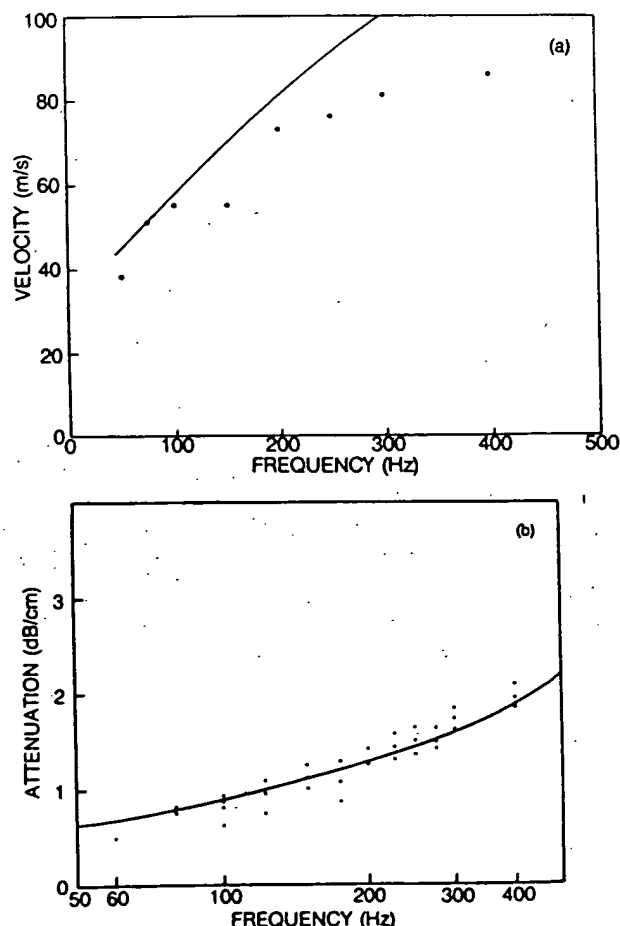 (a)
100
80
60
40
20
0
VELOCITY (m/s)
0 100 200 300 400 500
FREQUENCY (Hz)
(b)
3
2
1
0
ATTENUATION (dB/cm)
50 60 100 200 300 400
FREQUENCY (Hz)